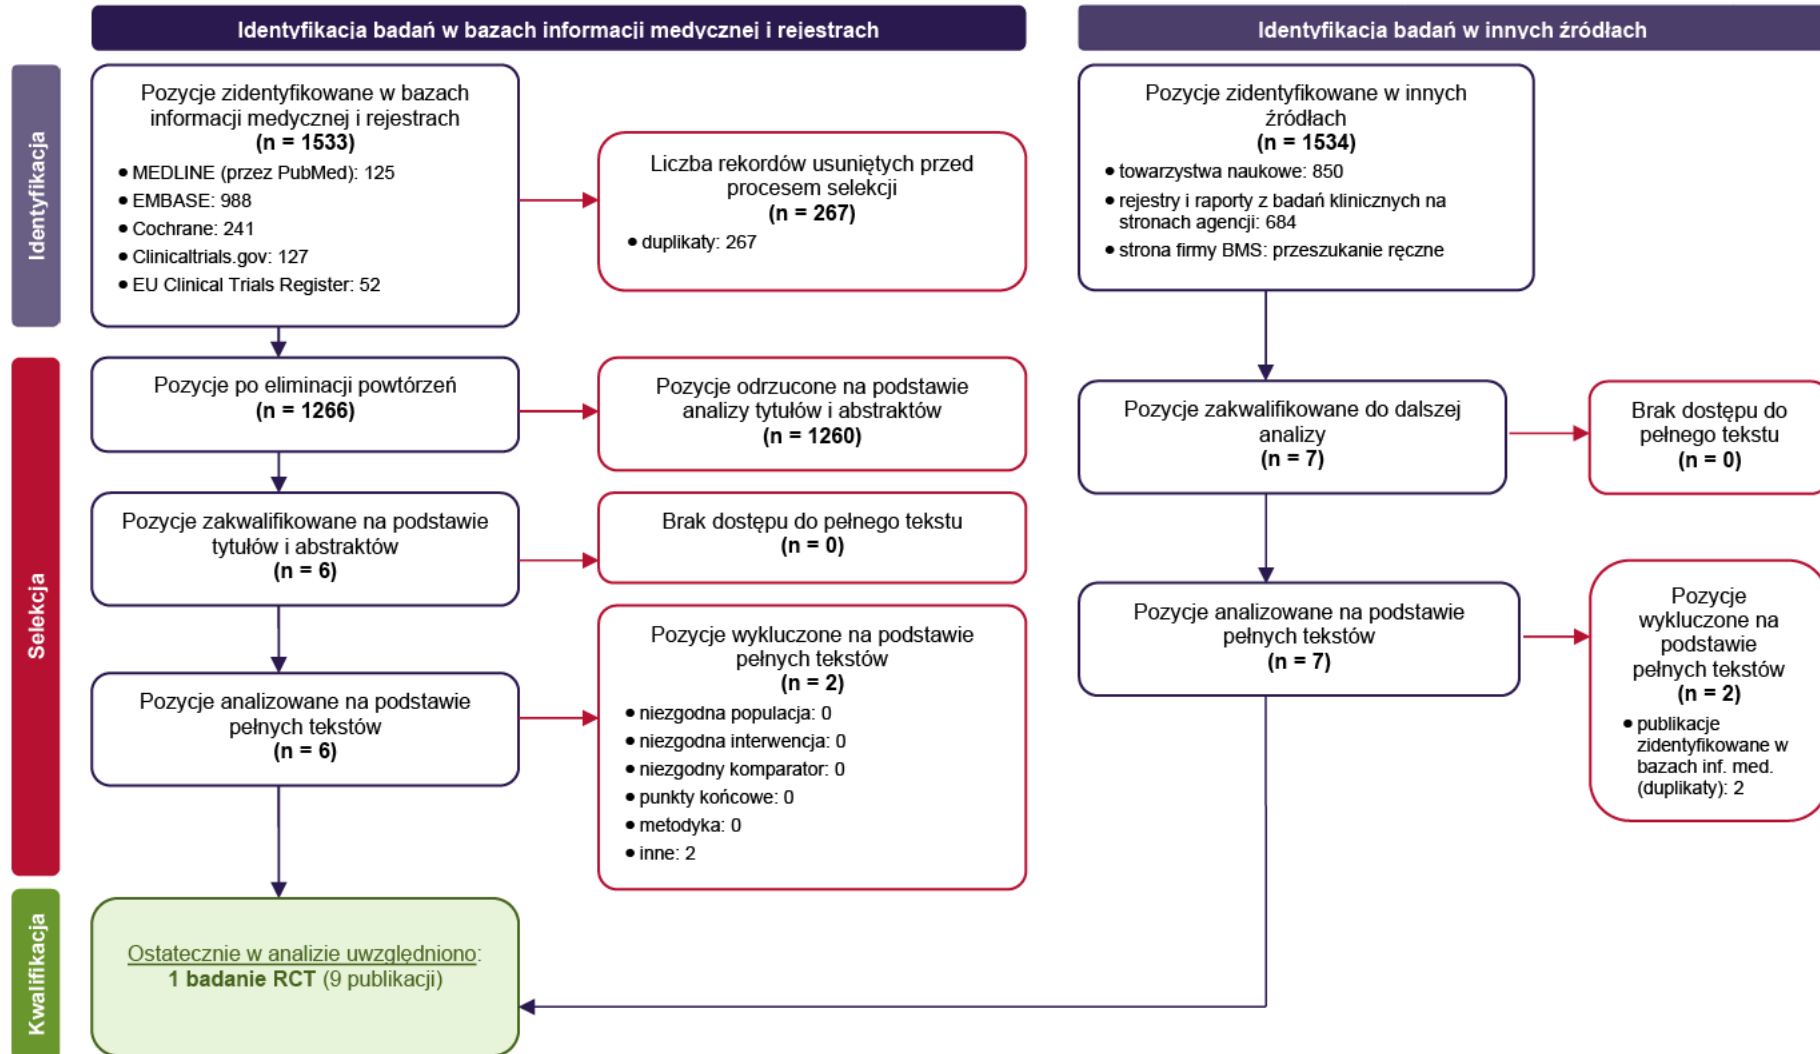 Identyfikacja badań w bazach informacji medycznej i rejestrach
Identyfikacja badań w innych źródłach
Identyfikacja
Pozycje zidentyfikowane w bazach
informacji medycznej i rejestrach
(n = 1533)
• MEDLINE (przez PubMed): 125
• EMBASE: 988
• Cochrane: 241
• Clinicaltrials.gov: 127
• EU Clinical Trials Register: 52
Liczba rekordów usuniętych przed
procesem selekcji
(n = 267)
• duplikaty: 267
Pozycje zidentyfikowane w innych
źródłach
(n = 1534)
• towarzystwa naukowe: 850
• rejestry i raporty z badań klinicznych na
stronach agencji: 684
• strona firmy BMS: przeszukanie ręczne
Selekcja
Pozycje po eliminacji powtórzeń
(n = 1266)
Pozycje odrzucone na podstawie
analizy tytułów i abstraktów
(n = 1260)
Pozycje zakwalifikowane do dalszej
analizy
(n = 7)
Brak dostępu do
pełnego tekstu
(n = 0)
Pozycje zakwalifikowane na podstawie
tytułów i abstraktów
(n = 6)
Brak dostępu do pełnego tekstu
(n = 0)
Pozycje analizowane na podstawie
pełnych tekstów
(n = 6)
Pozycje wykluczone na podstawie
pełnych tekstów
(n = 2)
• niezgodna populacja: 0
• niezgodna interwencja: 0
• niezgodny komparator: 0
• punkty końcowe: 0
• metodyka: 0
• inne: 2
Pozycje analizowane na podstawie
pełnych tekstów
(n = 7)
Pozycje
wykluczone na
podstawie
pełnych tekstów
(n = 2)
• publikacje
zidentyfikowane w
bazach inf. med.
(duplikaty): 2
Kwalifikacja
Ostatecznie w analizie uwzględniono:
1 badanie RCT (9 publikacji)